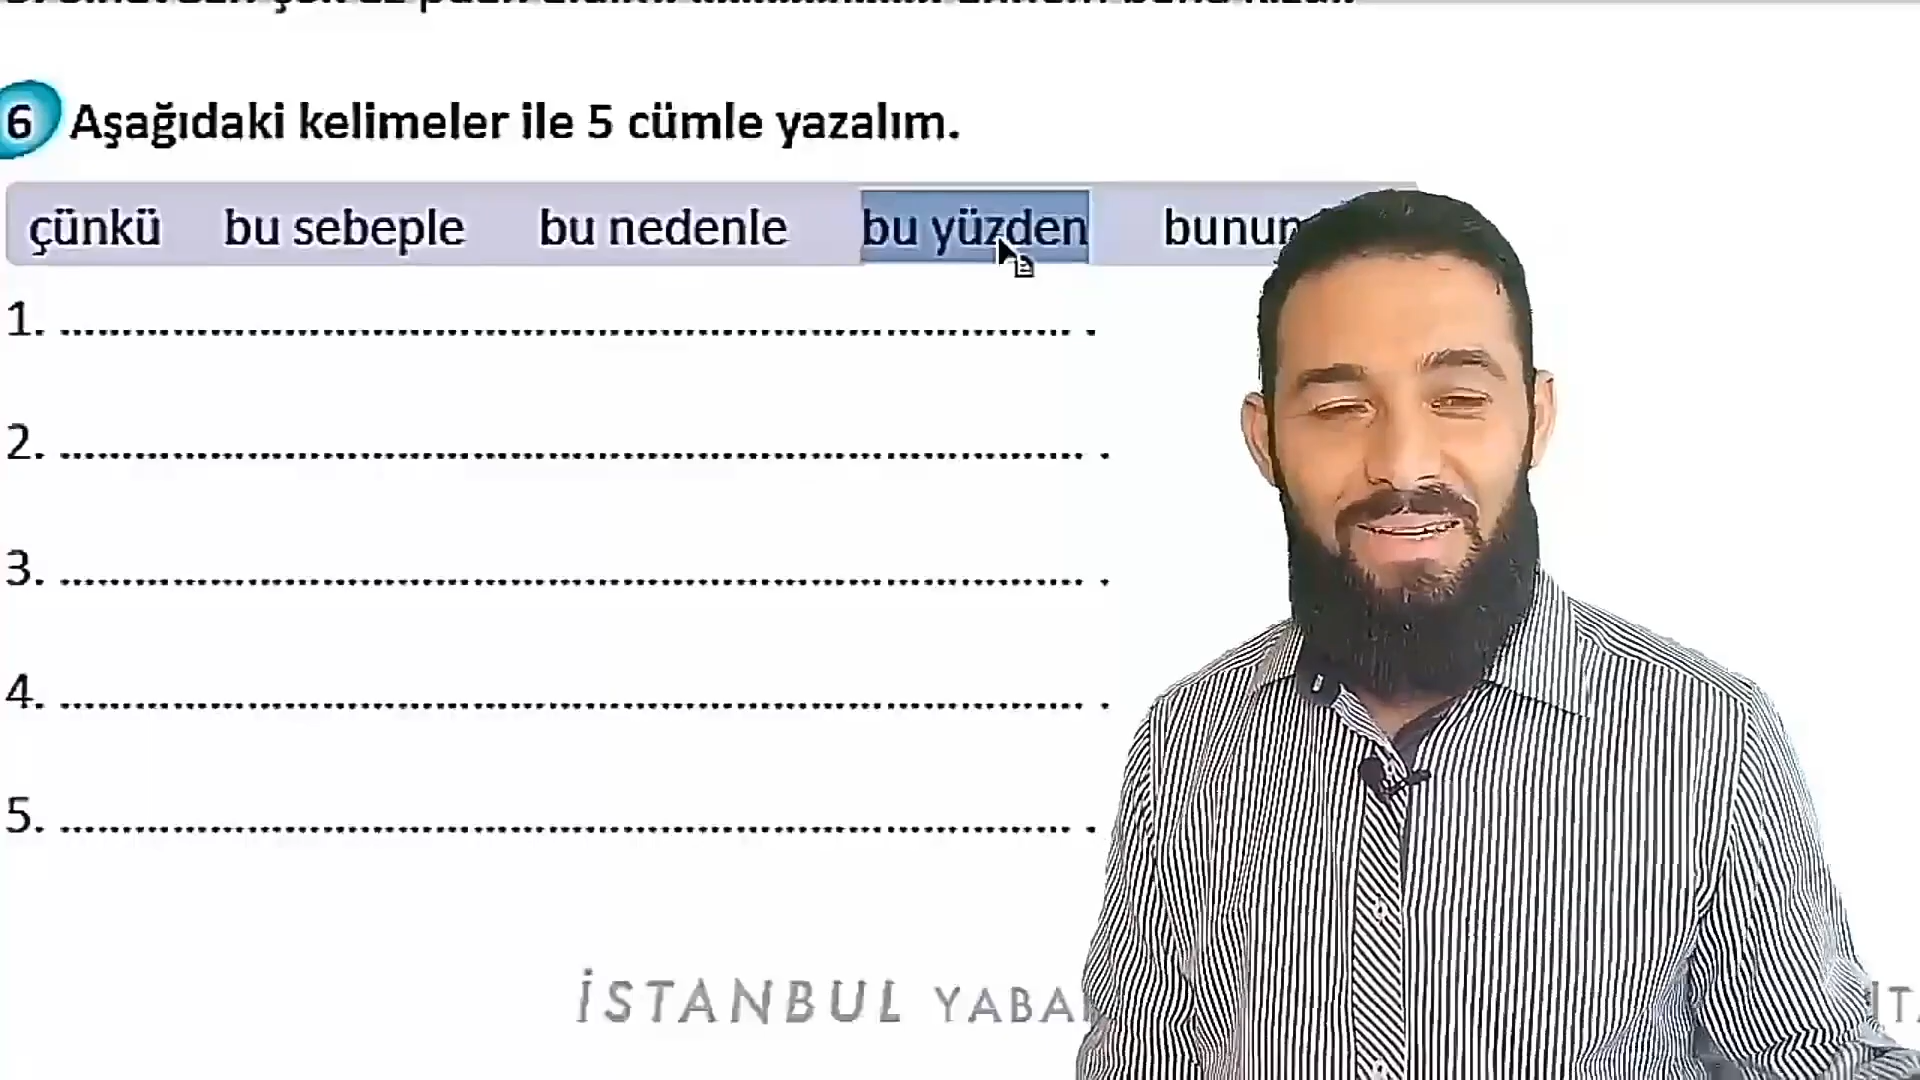 6 Aşağıdaki kelimeler ile 5 cümle yazalım.
çünkü bu sebeple bu nedenle bu yüzden
1. .
2. .
3. .
4. .
5. .
İSTANBUL